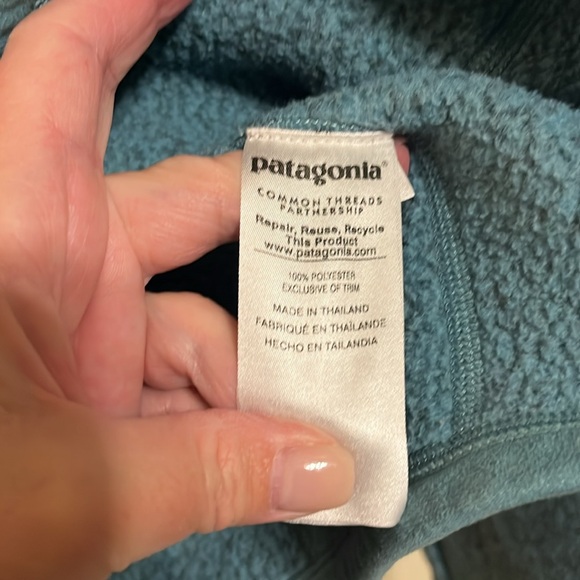 patagonia®
COMMON THREADS
PARTNERSHIP
Repair, Reuse, Recycle
This Product
www.patagonia.com
100% POLYESTER
EXCLUSIVE OF TRIM
MADE IN THAILAND
FABRIQUÉ EN THAÏLANDE
HECHO EN TAILANDIA